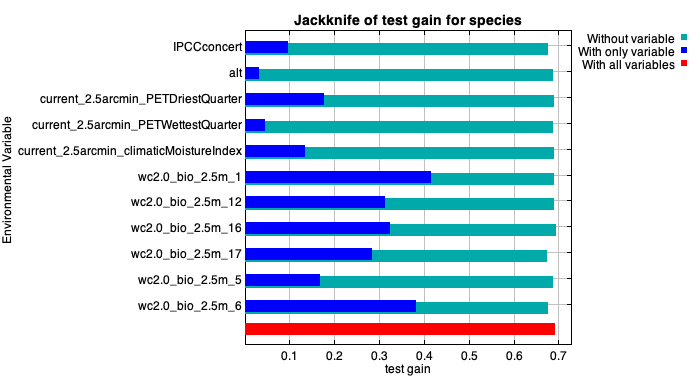 Jackknife of test gain for species
Without variable
With only variable
With all variables
Environmental Variable
IPCCconcert
alt
current_2.5arcmin_PETDriestQuarter
current_2.5arcmin_PETWettestQuarter
current_2.5arcmin_climaticMoistureIndex
wc2.0_bio_2.5m_1
wc2.0_bio_2.5m_12
wc2.0_bio_2.5m_16
wc2.0_bio_2.5m_17
wc2.0_bio_2.5m_5
wc2.0_bio_2.5m_6
0.1 0.2 0.3 0.4 0.5 0.6 0.7
test gain